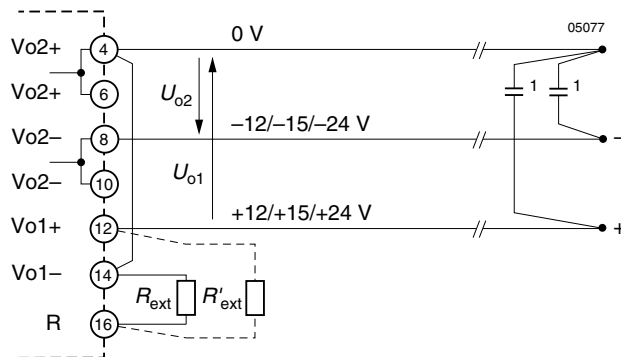 05077
Vo2+ 4 0 V
Vo2+ 6 Uo2 1 1
Vo2– 8 –12/–15/–24 V –
Vo2– 10 Uo1
Vo1+ 12 +12/+15/+24 V +
Vo1– 14 Rext R'ext
R 16